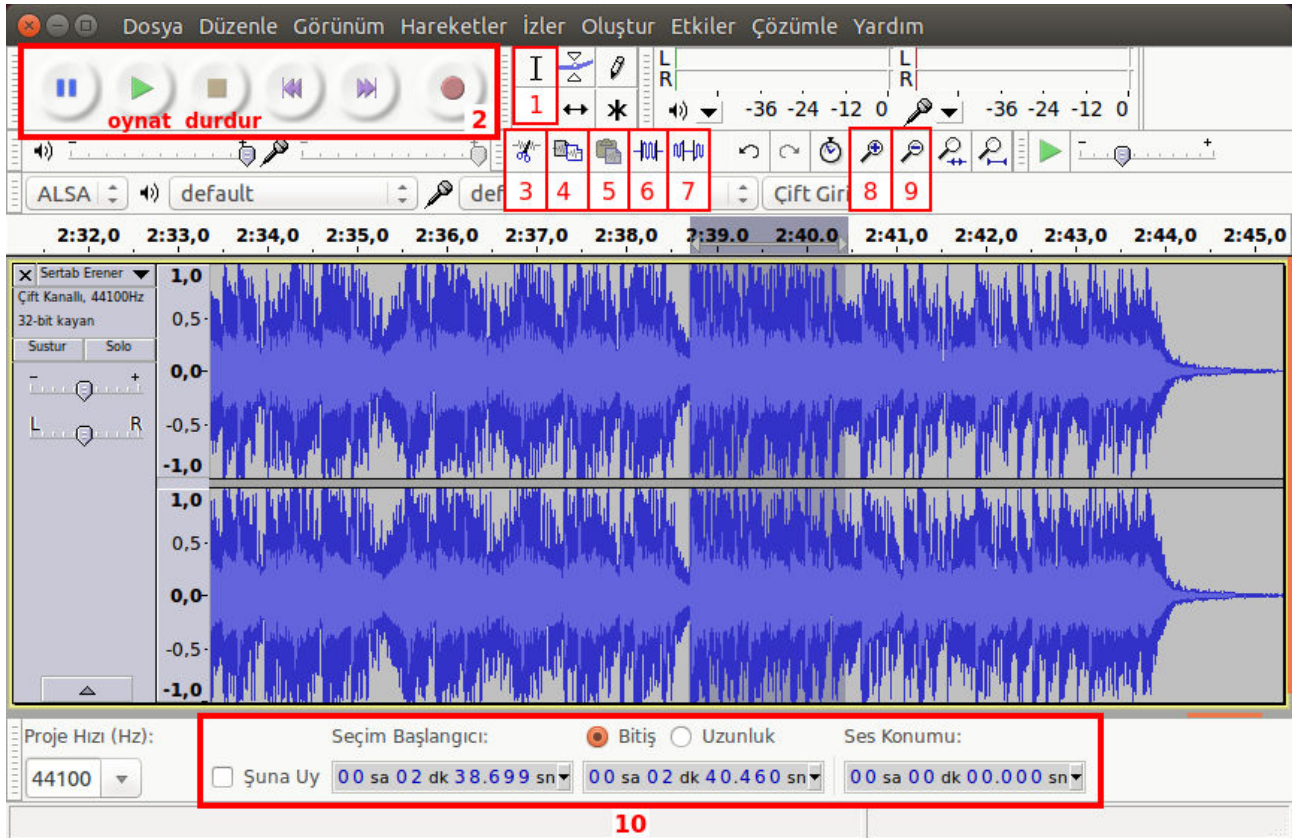 Dosya Düzenle Görünüm Hareketler İzler Oluştur Etkiler Çözümle Yardım
oynat durdur 2
1
L
R
-36 -24 -12 0
L
R
-36 -24 -12 0
3 4 5 6 7 8 9
ALSA default def Çift Giri
2:32,0 2:33,0 2:34,0 2:35,0 2:36,0 2:37,0 2:38,0 2:39.0 2:40.0 2:41,0 2:42,0 2:43,0 2:44,0 2:45,0
X Sertab Erener
Çift Kanallı, 44100Hz
32-bit kayan
Sustur Solo
- +
L R
1,0
0,5
0,0
-0,5
-1,0
1,0
0,5
0,0
-0,5
-1,0
Proje Hızı (Hz): Seçim Başlangıcı: Bitiş Uzunluk Ses Konumu:
44100 Şuna Uy 00 sa 02 dk 38.699 sn 00 sa 02 dk 40.460 sn 00 sa 00 dk 00.000 sn
10